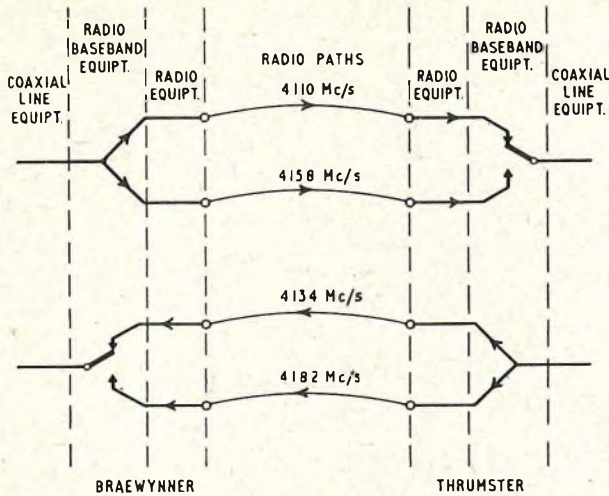 RADIO
BASEBAND
EQUIPT.
COAXIAL
LINE
EQUIPT.
RADIO
EQUIPT.
RADIO PATHS
RADIO
EQUIPT.
RADIO
BASEBAND
EQUIPT.
COAXIAL
LINE
EQUIPT.
4110 Mc/s
4158 Mc/s
4134 Mc/s
4182 Mc/s
BRAEWYNNER
THRUMSTER